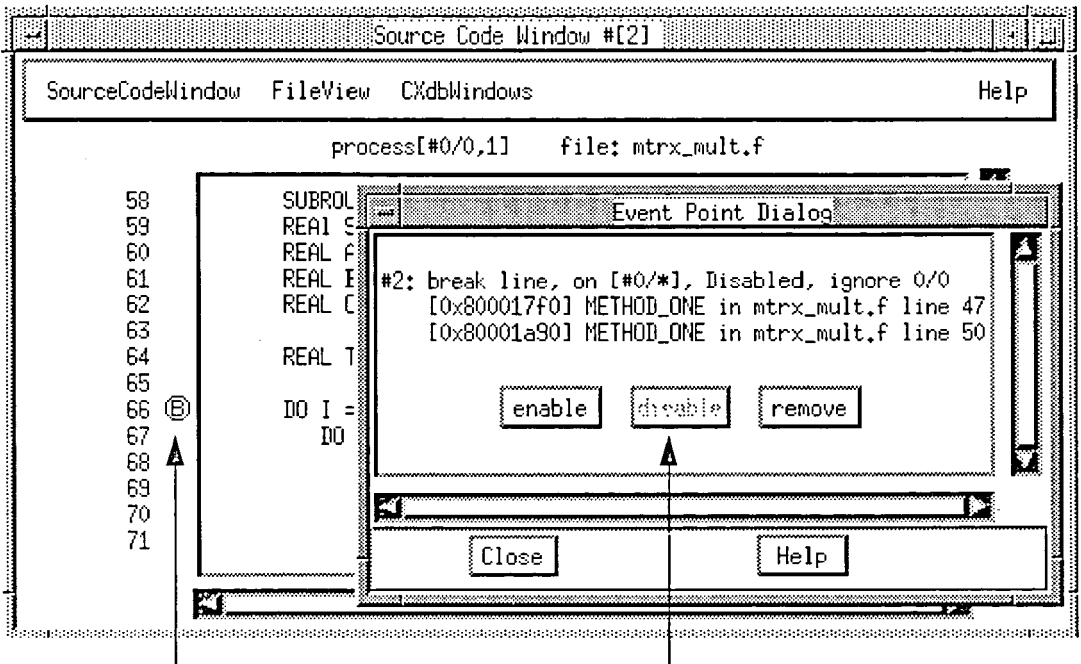 Source Code Window #[2]
SourceCodeWindow FileView CXdbWindows Help
process[#0/0,1] file: mtrx_mult.f
58 SUBROU
59 REAl S
60 REAL A
61 REAL B
62 REAL C
63
64 REAL T
65
66 B DO I =
67 DO
68
69
70
71
Event Point Dialog
#2: break line, on [#0/*], Disabled, ignore 0/0
[0x800017f0] METHOD_ONE in mtrx_mult.f line 47
[0x80001a90] METHOD_ONE in mtrx_mult.f line 50
enable disable remove
Close Help